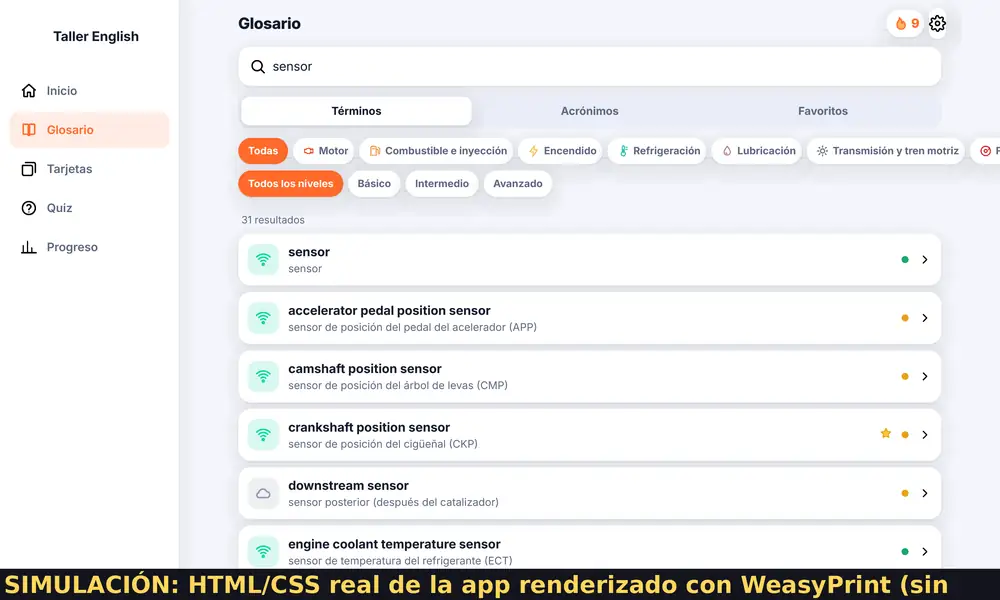 Taller English
Inicio
Glosario
Tarjetas
Quiz
Progreso
Glosario
9
sensor
Términos
Acrónimos
Favoritos
Todas
Motor
Combustible e inyección
Encendido
Refrigeración
Lubricación
Transmisión y tren motriz
Todos los niveles
Básico
Intermedio
Avanzado
31 resultados
sensor
sensor
accelerator pedal position sensor
sensor de posición del pedal del acelerador (APP)
camshaft position sensor
sensor de posición del árbol de levas (CMP)
crankshaft position sensor
sensor de posición del cigüeñal (CKP)
downstream sensor
sensor posterior (después del catalizador)
engine coolant temperature sensor
sensor de temperatura del refrigerante (ECT)
SIMULACIÓN: HTML/CSS real de la app renderizado con WeasyPrint (sin